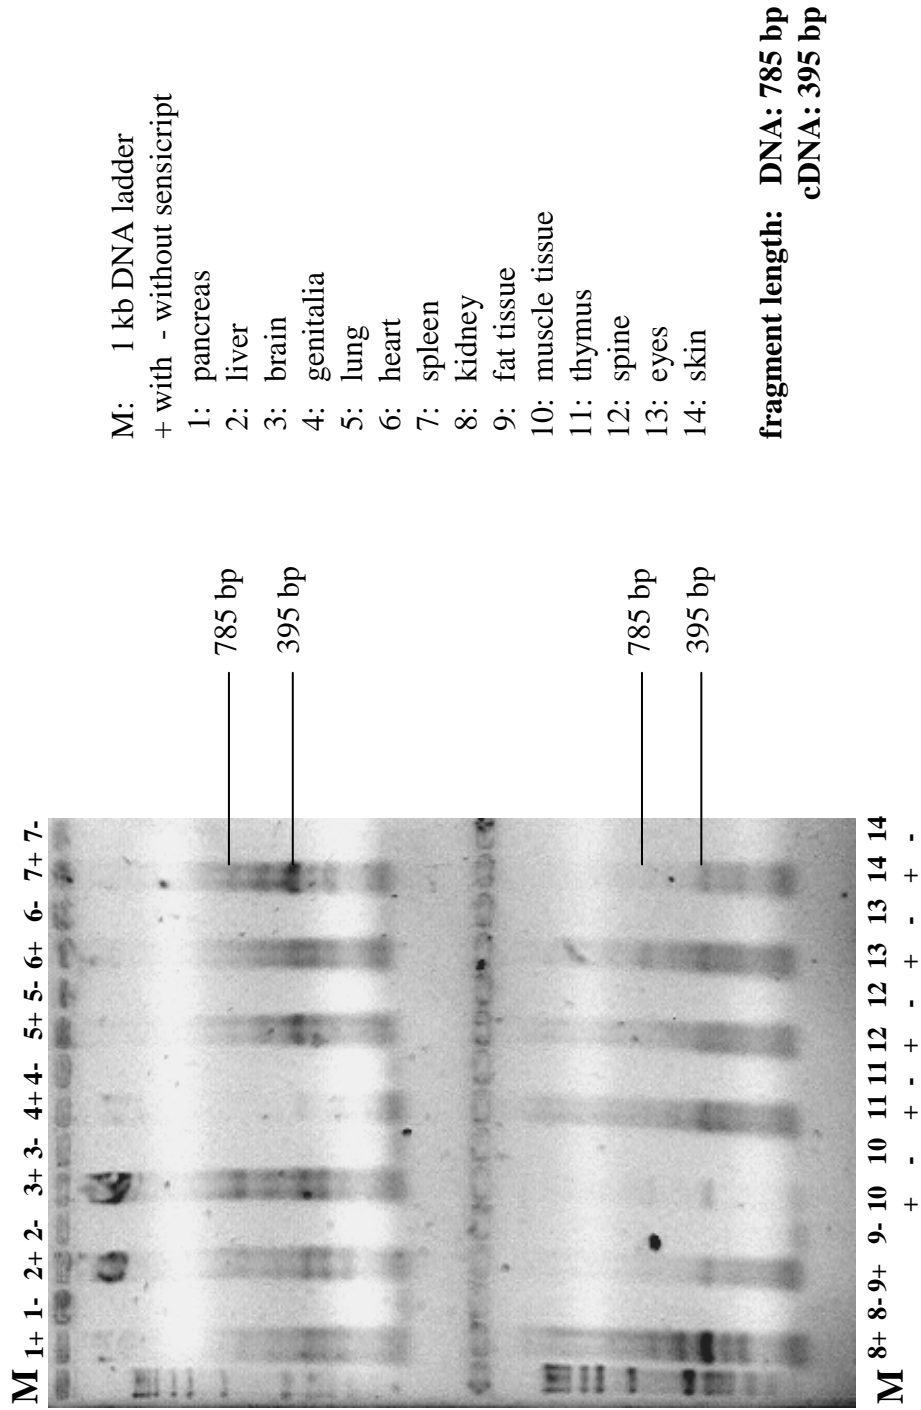 M 1+ 1- 2+ 2- 3+ 3- 4+ 4- 5+ 5- 6+ 6- 7+ 7-
785 bp
395 bp
785 bp
395 bp
M 8+ 8- 9+ 9- 10 10 11 11 12 12 13 13 14 14
+ - + - + - + - + -
M: 1 kb DNA ladder
+ with - without sensicript
1: pancreas
2: liver
3: brain
4: genitalia
5: lung
6: heart
7: spleen
8: kidney
9: fat tissue
10: muscle tissue
11: thymus
12: spine
13: eyes
14: skin
fragment length: DNA: 785 bp
cDNA: 395 bp